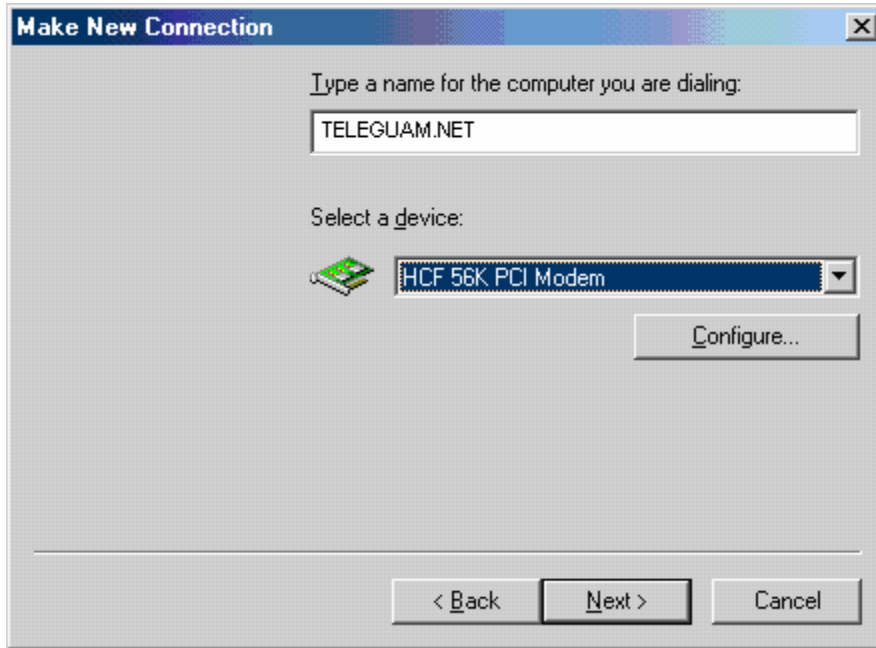 Make New Connection
Type a name for the computer you are dialing:
TELEGUAM.NET
Select a device:
HCF 56K PCI Modem
Configure...
< Back
Next >
Cancel